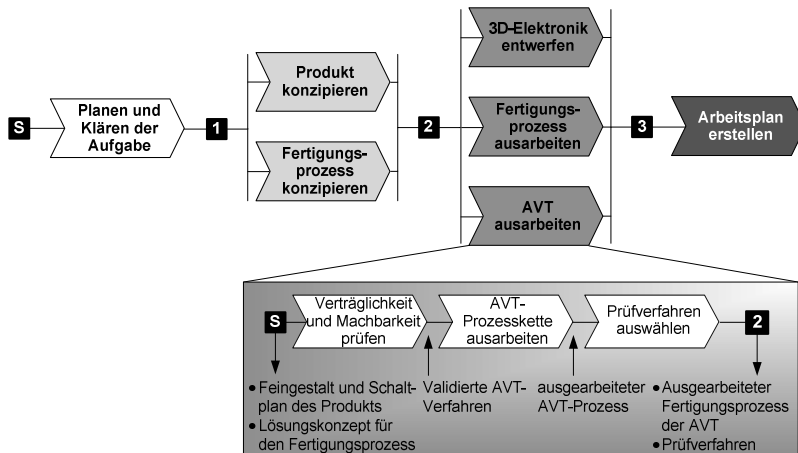 S
Planen und
Klären der
Aufgabe
1
Produkt
konzipieren
Fertigungs-
prozess
konzipieren
2
3D-Elektronik
entwerfen
Fertigungs-
prozess
ausarbeiten
AVT
ausarbeiten
3
Arbeitsplan
erstellen
S
Verträglichkeit
und Machbarkeit
prüfen
AVT-
Prozesskette
ausarbeiten
Prüfverfahren
auswählen
2
• Feingestalt und Schalt-
plan des Produkts
• Lösungskonzept für
den Fertigungsprozess
Validierte AVT-
Verfahren
ausgearbeiteter
AVT-Prozess
• Ausgearbeiteter
Fertigungsprozess
der AVT
• Prüfverfahren